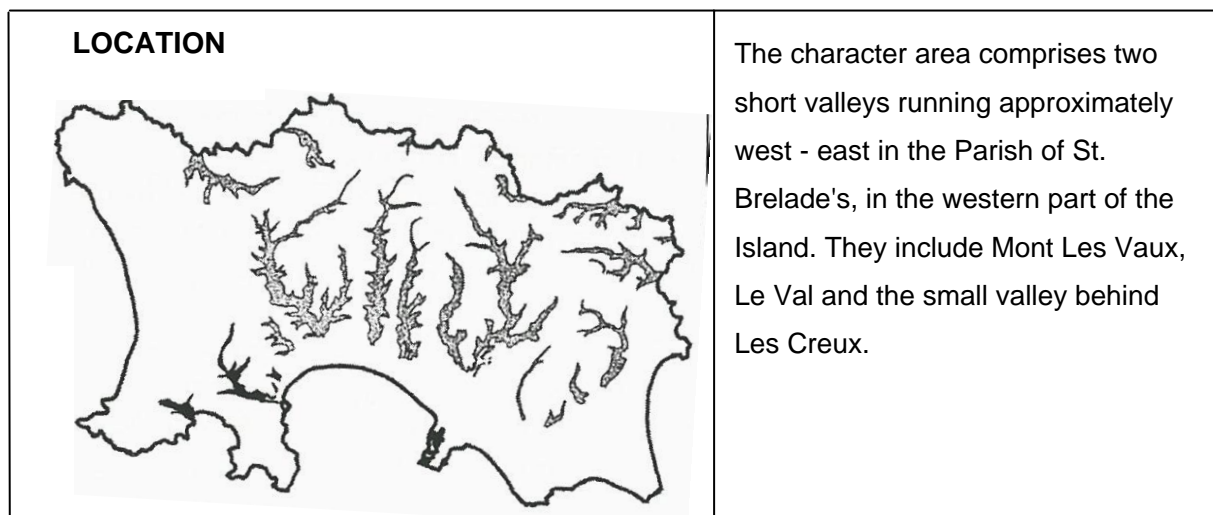 LOCATION
The character area comprises two
short valleys running approximately
west - east in the Parish of St.
Brelade's, in the western part of the
Island. They include Mont Les Vaux,
Le Val and the small valley behind
Les Creux.